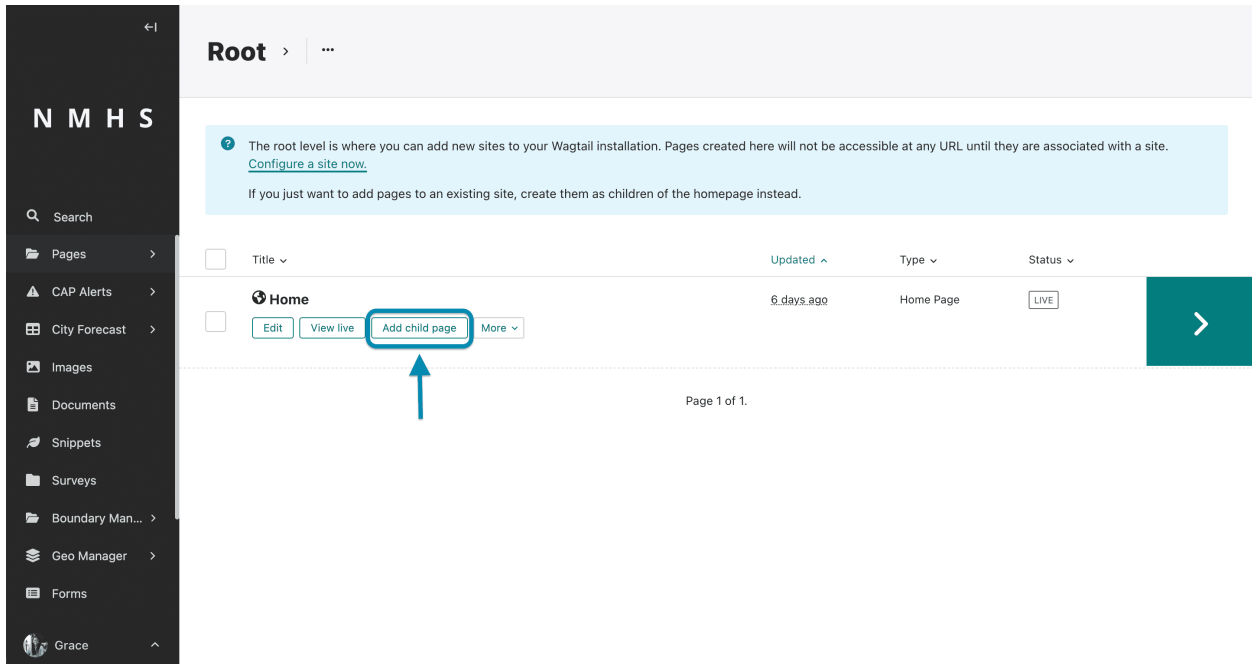 Root
...
N M H S
The root level is where you can add new sites to your Wagtail installation. Pages created here will not be accessible at any URL until they are associated with a site.
Configure a site now.
If you just want to add pages to an existing site, create them as children of the homepage instead.
Search
Pages
CAP Alerts
City Forecast
Images
Documents
Snippets
Surveys
Boundary Man...
Geo Manager
Forms
Grace
Title Updated Type Status
Home 6 days ago Home Page LIVE
Edit View live Add child page More
Page 1 of 1.